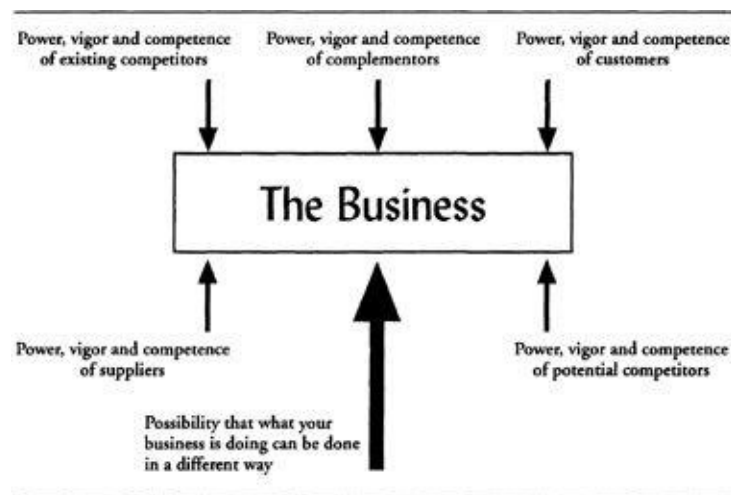 Power, vigor and competence
of existing competitors
Power, vigor and competence
of complementors
Power, vigor and competence
of customers
The Business
Power, vigor and competence
of suppliers
Power, vigor and competence
of potential competitors
Possibility that what your
business is doing can be done
in a different way